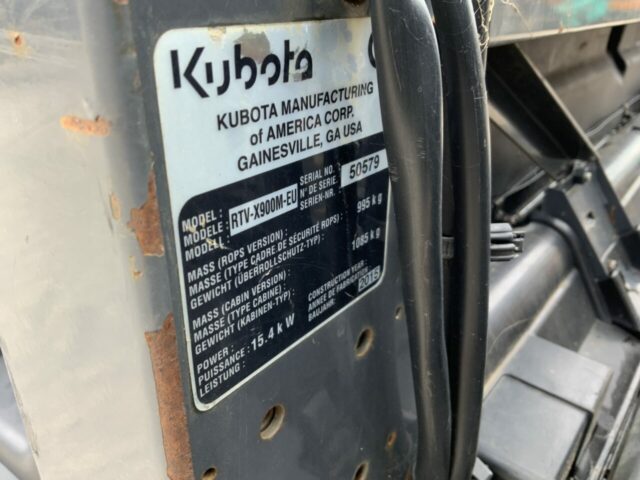 Kubota
KUBOTA MANUFACTURING
of AMERICA CORP.
GAINESVILLE, GA USA
MODEL :
MODELE : RTV-X900M-EU
MODELL :
SERIAL NO. :
N° DE SERIE : 50579
SERIEN-NR. :
MASS (ROPS VERSION) :
MASSE (TYPE CADRE DE SÉCURITÉ ROPS) : 995 kg
GEWICHT (ÜBERROLLSCHUTZ-TYP) :
MASS (CABIN VERSION) :
MASSE (TYPE CABINE) : 1085 kg
GEWICHT (KABINEN-TYP) :
POWER :
PUISSANCE : 15.4 kW
LEISTUNG :
CONSTRUCTION YEAR
ANNÉE DE FABRICATION 2015
BAUJAHR: